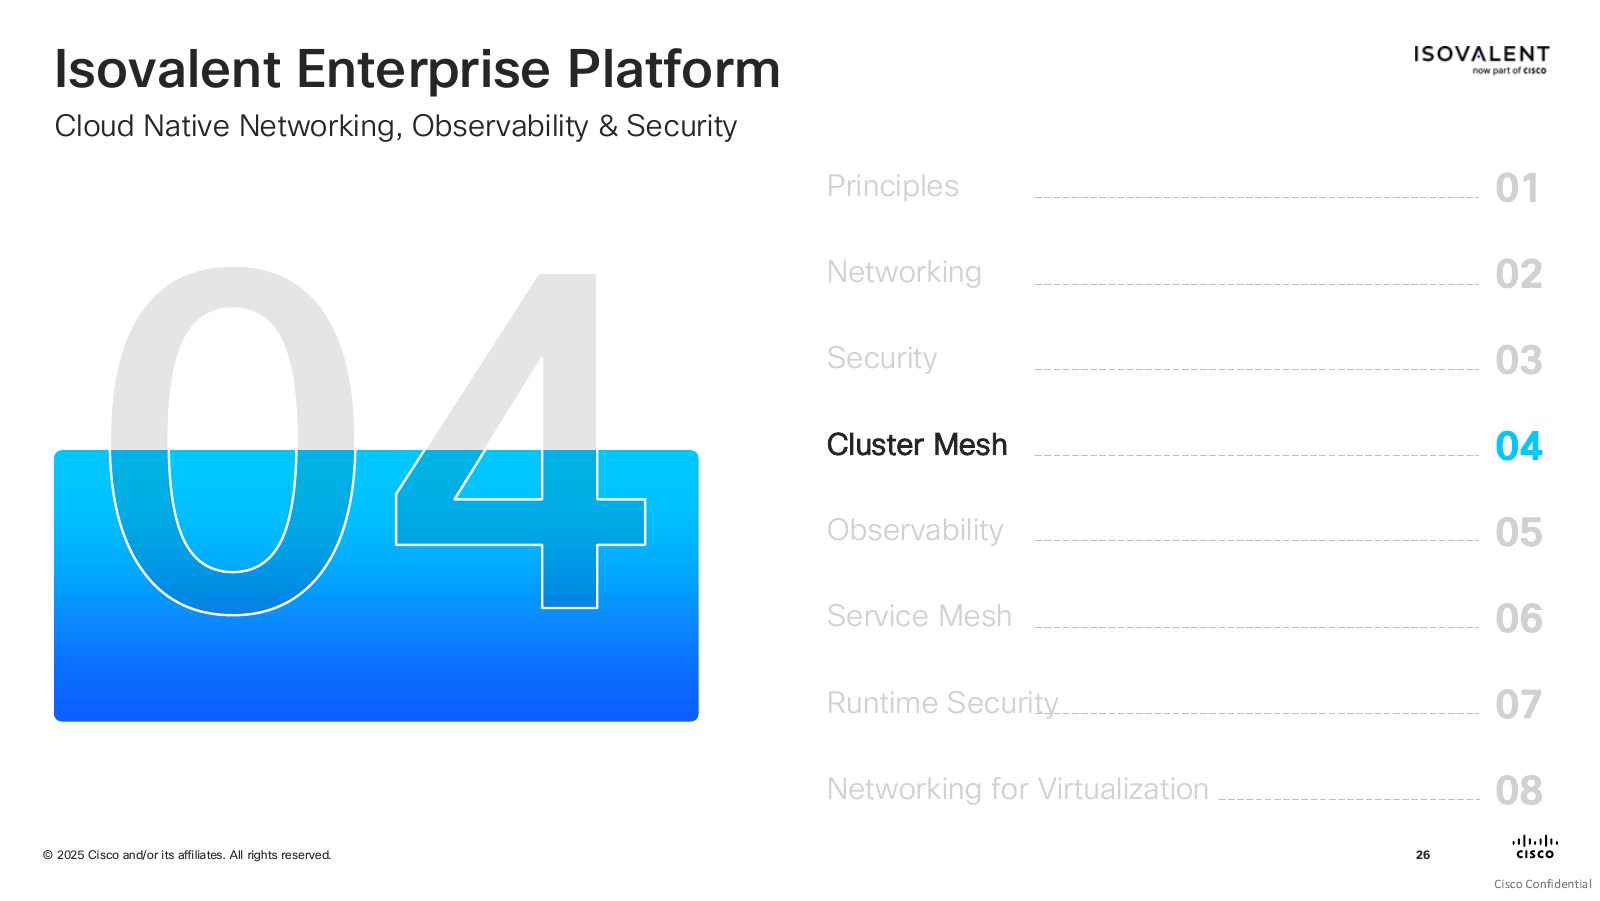 Isovalent Enterprise Platform
Cloud Native Networking, Observability & Security
ISOVALENT
now part of CISCO
04
Principles 01
Networking 02
Security 03
Cluster Mesh 04
Observability 05
Service Mesh 06
Runtime Security 07
Networking for Virtualization 08
© 2025 Cisco and/or its affiliates. All rights reserved.
26
CISCO
Cisco Confidential